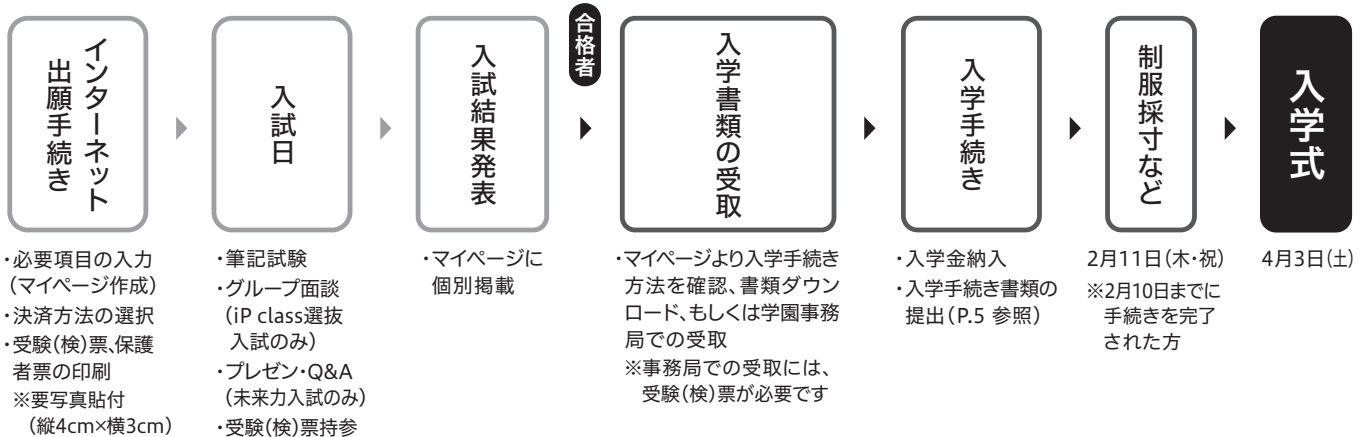 インターネット
出願手続き
・必要項目の入力
（マイページ作成）
・決済方法の選択
・受験（検）票、保護
者票の印刷
※要写真貼付
（縦4cm×横3cm）
入試日
・筆記試験
・グループ面談
（iP class選抜
入試のみ）
・プレゼン・Q&A
（未来力入試のみ）
・受験（検）票持参
入試結果発表
・マイページに
個別掲載
合格者
入学書類の受取
・マイページより入学手続き
方法を確認、書類ダウン
ロード、もしくは学園事務
局での受取
※事務局での受取には、
受験（検）票が必要です
入学手続き
・入学金納入
・入学手続き書類の
提出（P.5 参照）
制服採寸など
2月11日（木・祝）
※2月10日までに
手続きを完了
された方
入学式
4月3日（土）